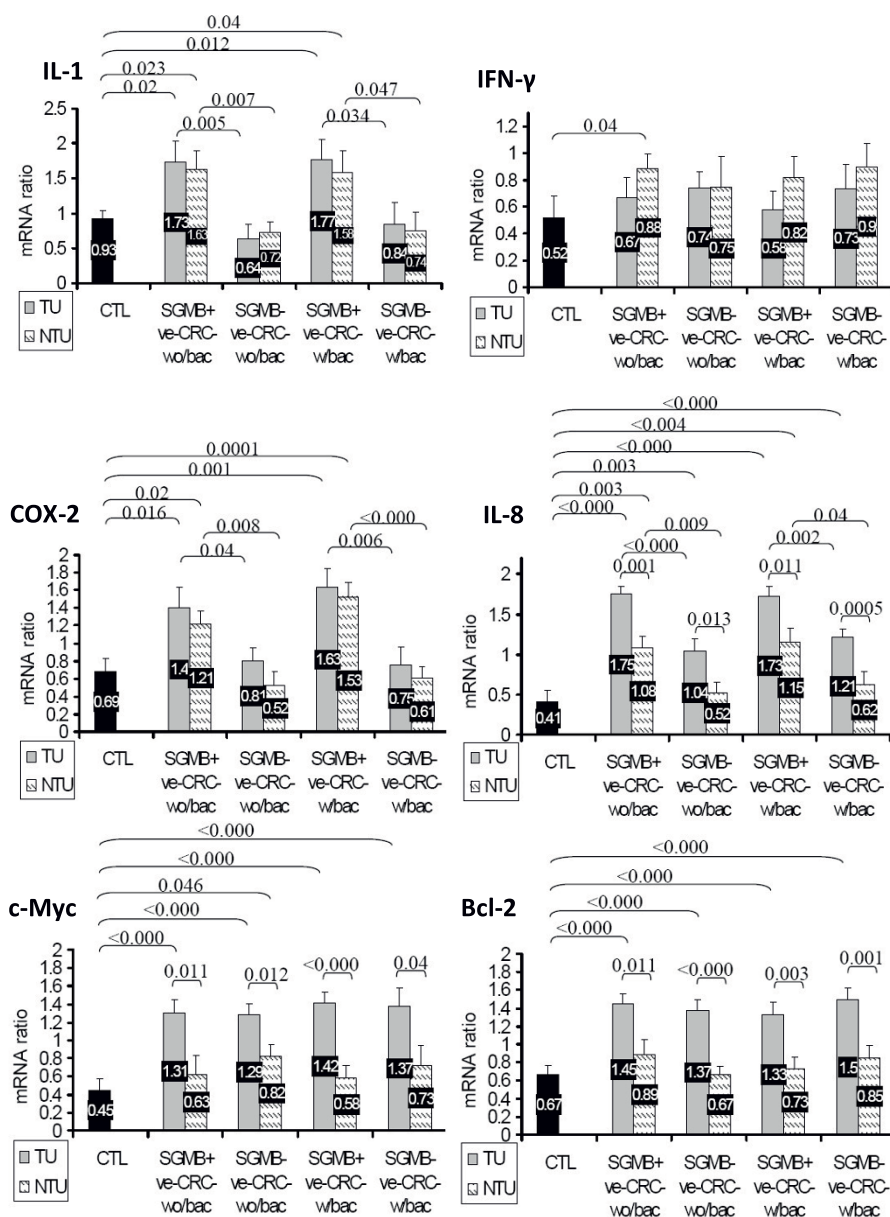 0.04
0.012
IL-1
0.023
0.02
0.007
0.005
0.047
0.034
mRNA ratio
2.5
2
1.5
1
0.5
0
0.93
1.73
1.63
0.64
0.72
1.77
1.58
0.84
0.74
TU
NTU
CTL
SGMB+ ve-CRC- wo/bac
SGMB- ve-CRC- wo/bac
SGMB+ ve-CRC- w/bac
SGMB- ve-CRC- w/bac
IFN-γ
0.04
mRNA ratio
1.2
1
0.8
0.6
0.4
0.2
0
0.52
0.67
0.88
0.74
0.75
0.58
0.82
0.73
0.9
TU
NTU
CTL
SGMB+ ve-CRC- wo/bac
SGMB- ve-CRC- wo/bac
SGMB+ ve-CRC- w/bac
SGMB- ve-CRC- w/bac
0.0001
0.001
COX-2
0.02
0.016
0.008
0.04
<0.000
0.006
mRNA ratio
2
1.8
1.6
1.4
1.2
1
0.8
0.6
0.4
0.2
0
0.69
1.4
1.21
0.81
0.52
1.63
1.53
0.75
0.61
TU
NTU
CTL
SGMB+ ve-CRC- wo/bac
SGMB- ve-CRC- wo/bac
SGMB+ ve-CRC- w/bac
SGMB- ve-CRC- w/bac
<0.000
<0.004
<0.000
0.003
0.003
<0.000
IL-8
0.009
<0.000
0.001
0.013
0.04
0.002
0.011
0.0005
mRNA ratio
2
1.5
1
0.5
0
0.41
1.75
1.08
1.04
0.52
1.73
1.15
1.21
0.62
TU
NTU
CTL
SGMB+ ve-CRC- wo/bac
SGMB- ve-CRC- wo/bac
SGMB+ ve-CRC- w/bac
SGMB- ve-CRC- w/bac
<0.000
<0.000
0.046
c-Myc
<0.000
<0.000
0.011
0.012
<0.000
0.04
mRNA ratio
2
1.8
1.6
1.4
1.2
1
0.8
0.6
0.4
0.2
0
0.45
1.31
0.63
1.29
0.82
1.42
0.58
1.37
0.73
TU
NTU
CTL
SGMB+ ve-CRC- wo/bac
SGMB- ve-CRC- wo/bac
SGMB+ ve-CRC- w/bac
SGMB- ve-CRC- w/bac
<0.000
<0.000
Bcl-2
<0.000
<0.000
0.011
<0.000
0.003
0.001
mRNA ratio
2
1.8
1.6
1.4
1.2
1
0.8
0.6
0.4
0.2
0
0.67
1.45
0.89
1.37
0.67
1.33
0.73
1.5
0.85
TU
NTU
CTL
SGMB+ ve-CRC- wo/bac
SGMB- ve-CRC- wo/bac
SGMB+ ve-CRC- w/bac
SGMB- ve-CRC- w/bac